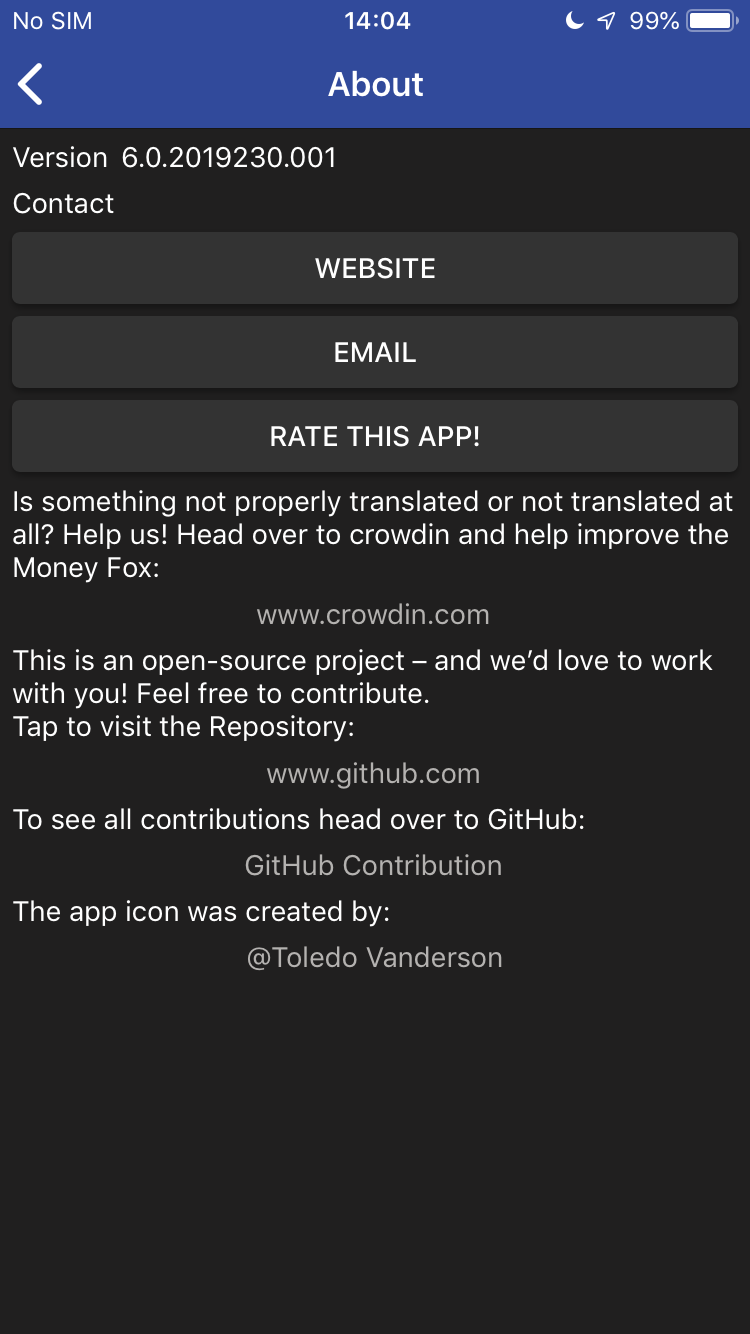 No SIM 14:04 99%
About
Version 6.0.2019230.001
Contact
WEBSITE
EMAIL
RATE THIS APP!
Is something not properly translated or not translated at
all? Help us! Head over to crowdin and help improve the
Money Fox:
www.crowdin.com
This is an open-source project – and we’d love to work
with you! Feel free to contribute.
Tap to visit the Repository:
www.github.com
To see all contributions head over to GitHub:
GitHub Contribution
The app icon was created by:
@Toledo Vanderson